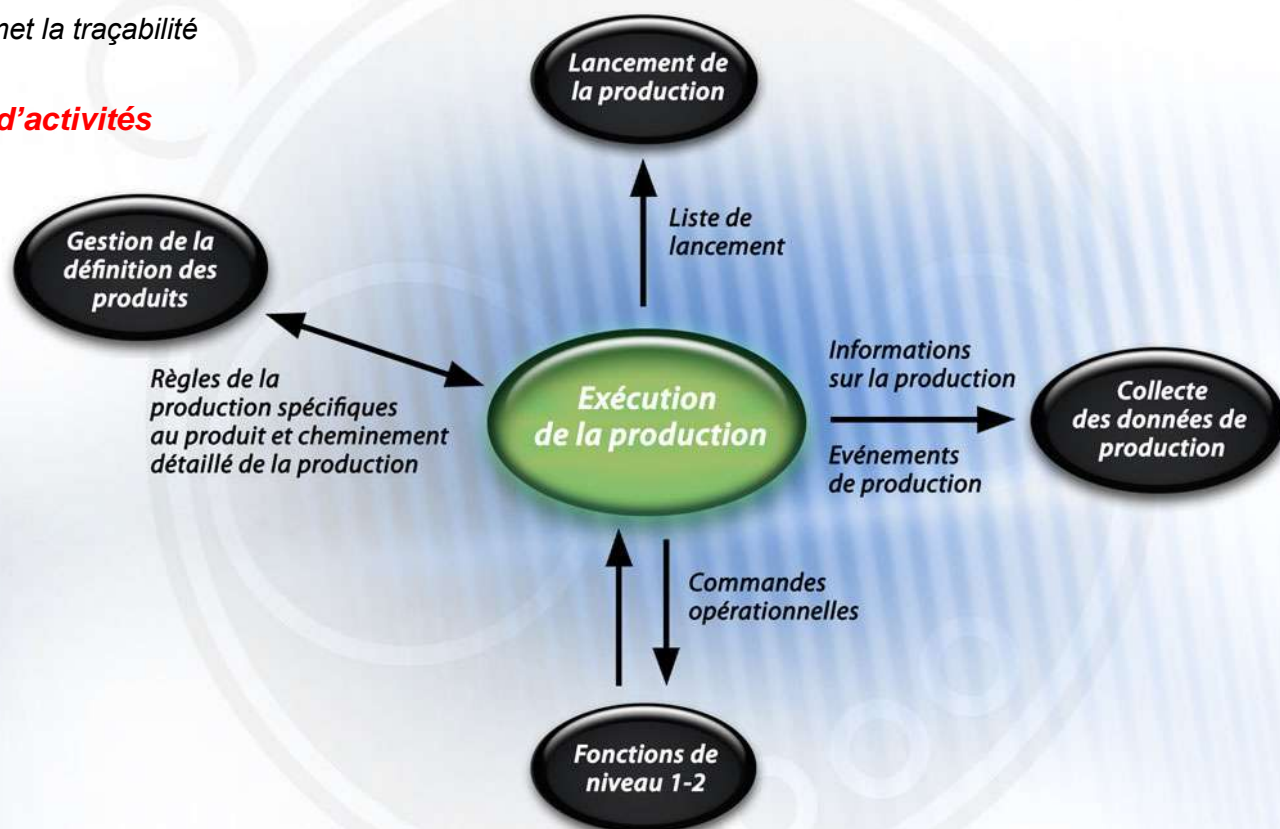 la traçabilité
d’activités
Lancement de
la production
Gestion de la
définition des
produits
Liste de
lancement
Règles de la
production spécifiques
au produit et cheminement
détaillé de la production
Exécution
de la production
Informations
sur la production
Evénements
de production
Collecte
des données de
production
Commandes
opérationnelles
Fonctions de
niveau 1-2